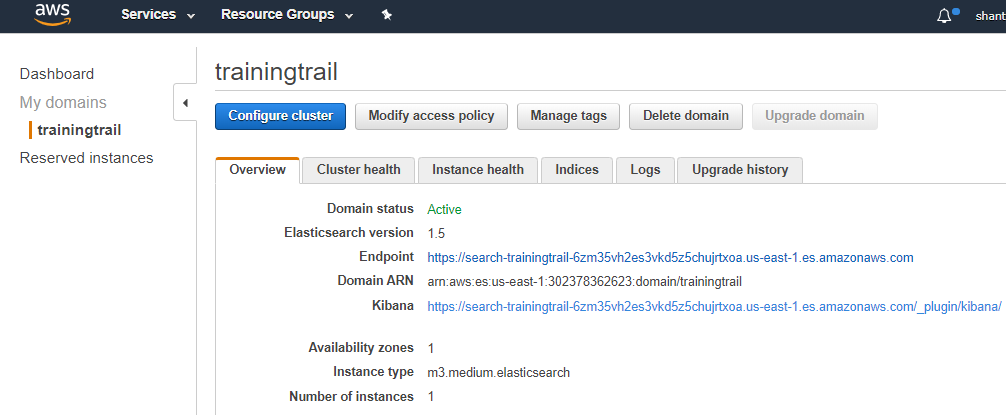 aws Services Resource Groups shant
Dashboard
My domains
trainingtrail
Reserved instances
trainingtrail
Configure cluster Modify access policy Manage tags Delete domain Upgrade domain
Overview Cluster health Instance health Indices Logs Upgrade history
Domain status Active
Elasticsearch version 1.5
Endpoint https://search-trainingtrail-6zm35vh2es3vkd5z5chujrtxoa.us-east-1.es.amazonaws.com
Domain ARN arn:aws:es:us-east-1:302378362623:domain/trainingtrail
Kibana https://search-trainingtrail-6zm35vh2es3vkd5z5chujrtxoa.us-east-1.es.amazonaws.com/_plugin/kibana/
Availability zones 1
Instance type m3.medium.elasticsearch
Number of instances 1